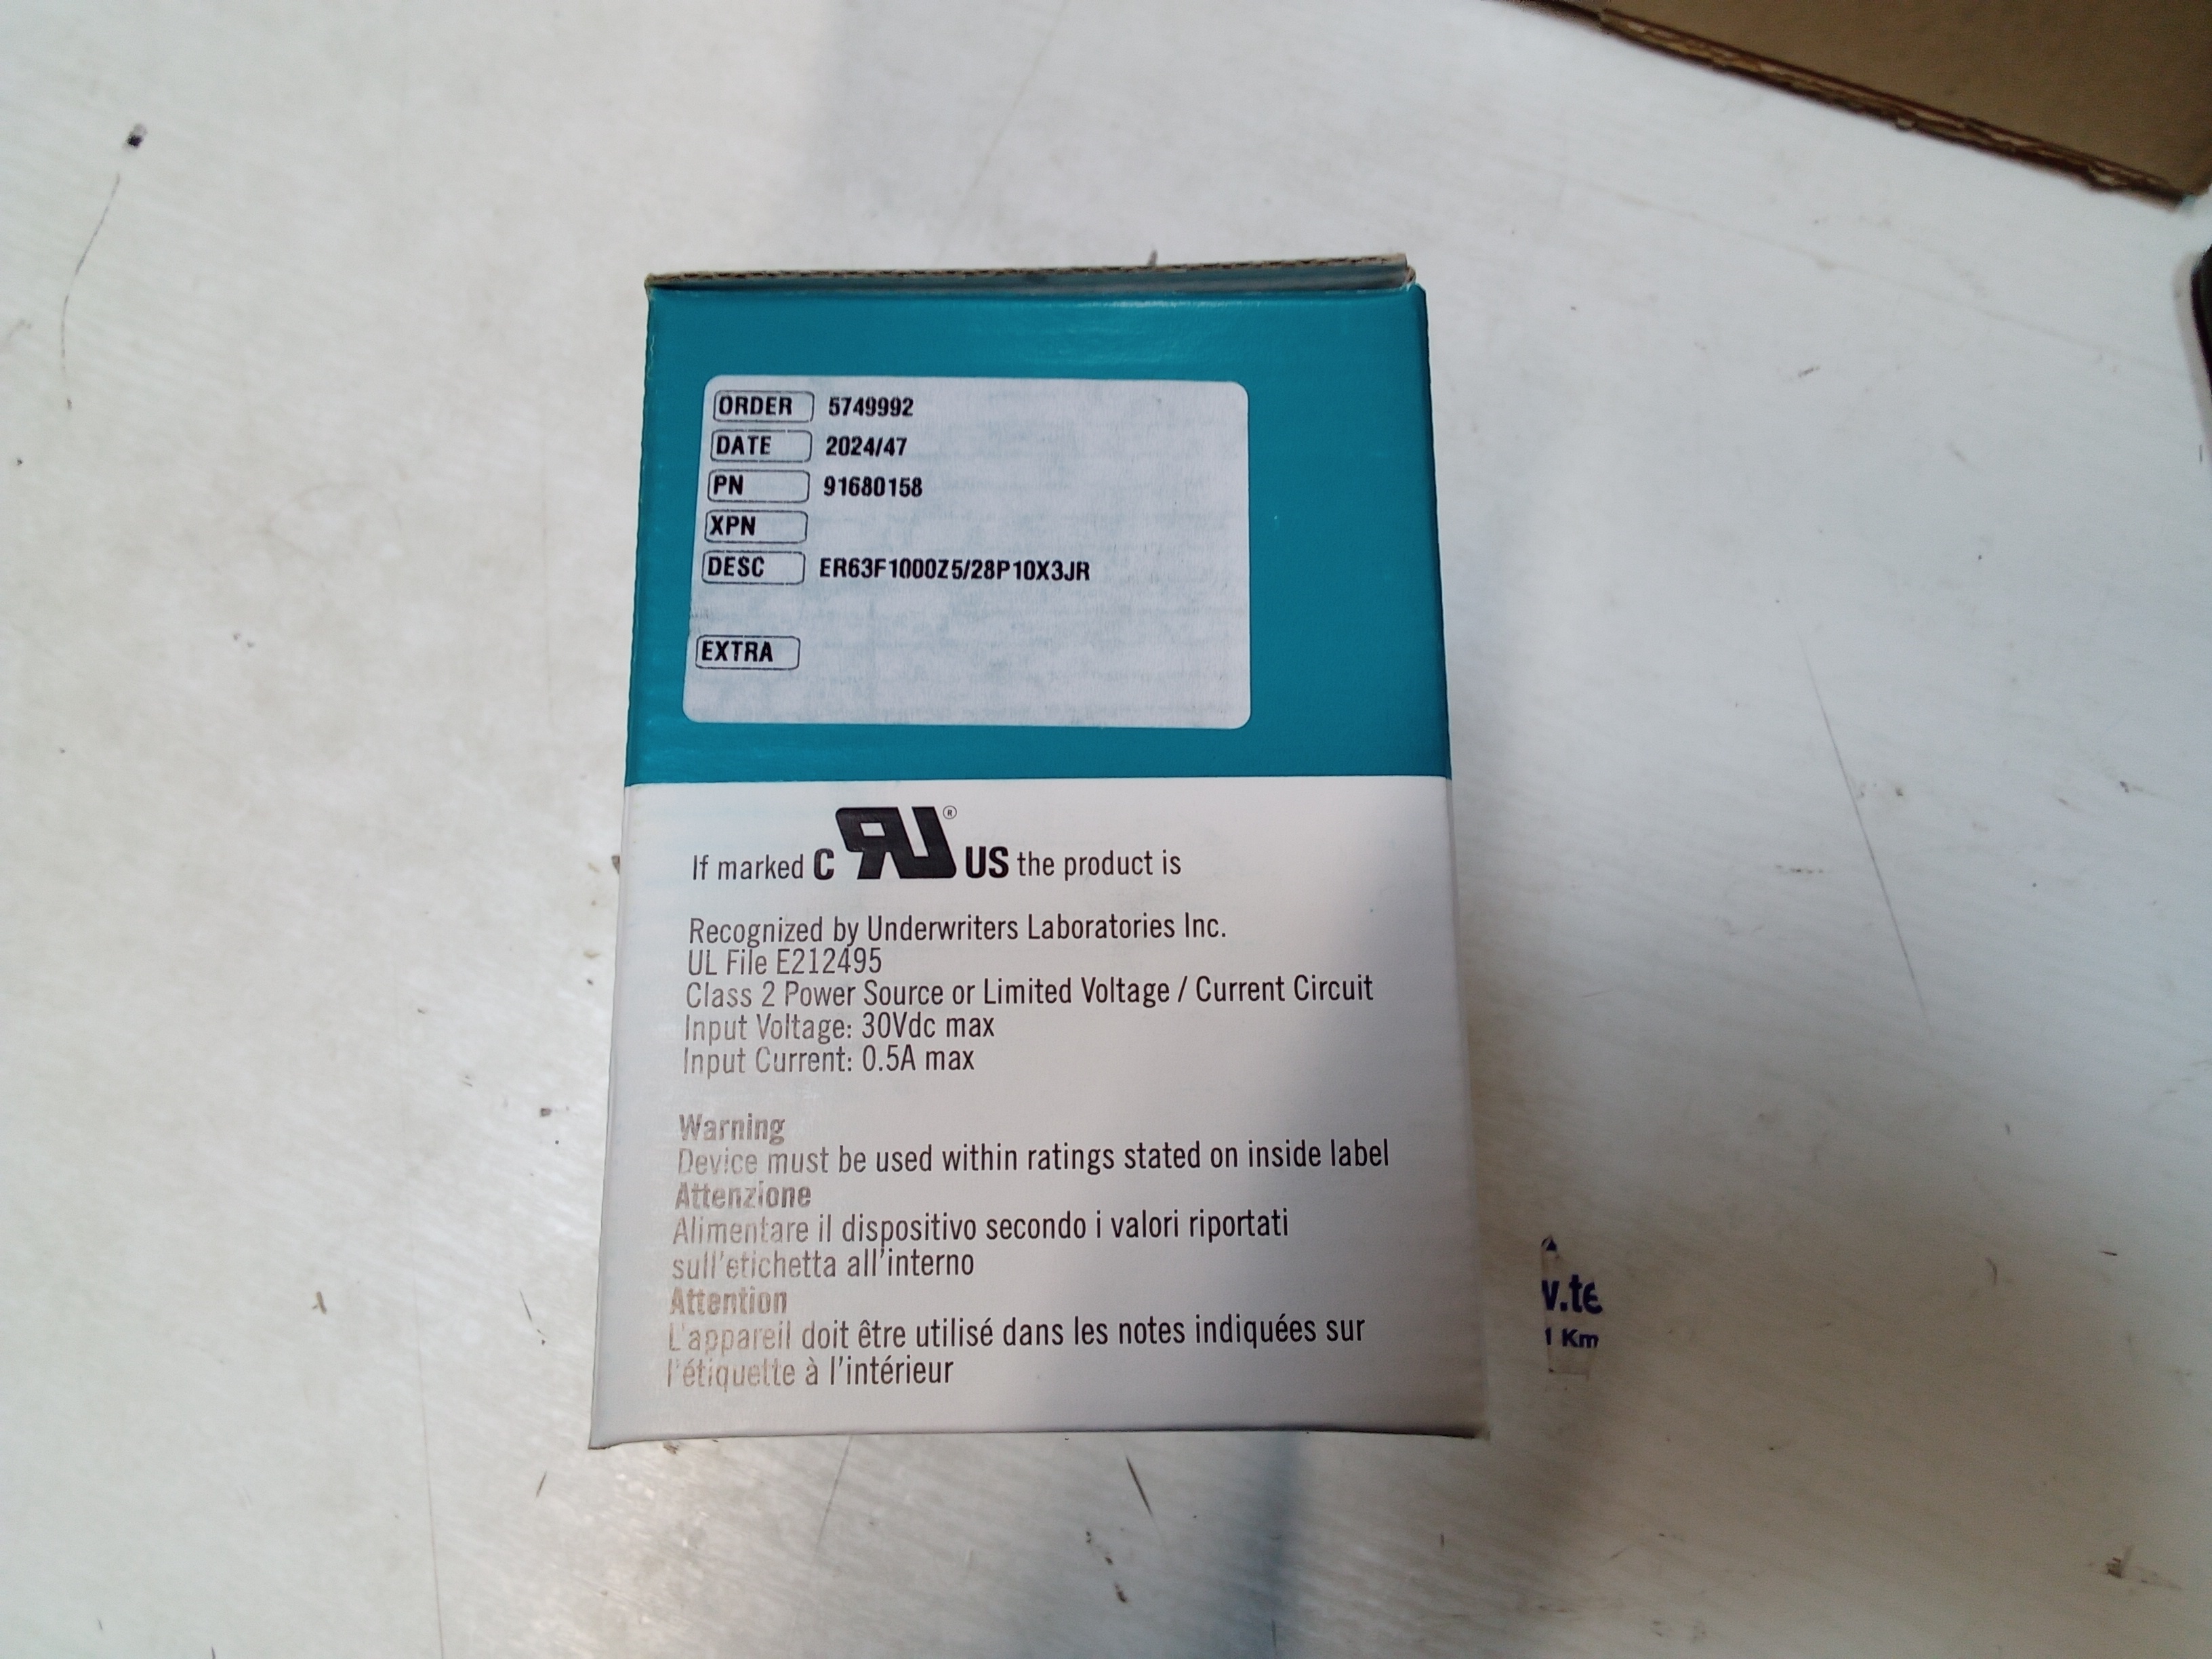 ORDER 5749992
DATE 2024/47
PN 91680158
XPN
DESC ER63F1000Z5/28P10X3JR
EXTRA
If marked C RU® US the product is
Recognized by Underwriters Laboratories Inc.
UL File E212495
Class 2 Power Source or Limited Voltage / Current Circuit
Input Voltage: 30Vdc max
Input Current: 0.5A max
Warning
Device must be used within ratings stated on inside label
Attenzione
Alimentare il dispositivo secondo i valori riportati
sull'etichetta all'interno
Attention
L'appareil doit être utilisé dans les notes indiquées sur
l'étiquette à l'intérieur
v.te
1 Km